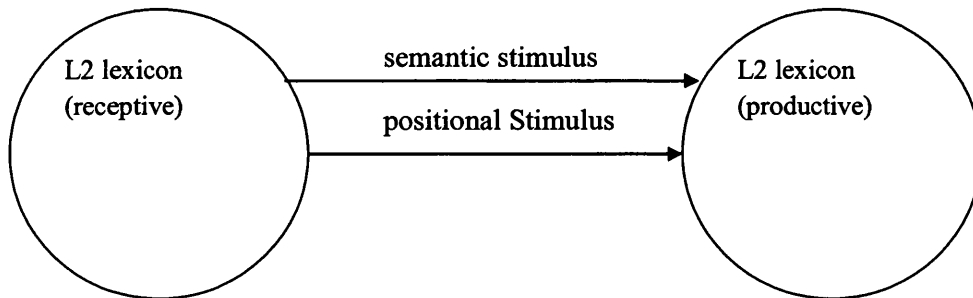 L2 lexicon
(receptive)
semantic stimulus
positional Stimulus
L2 lexicon
(productive)